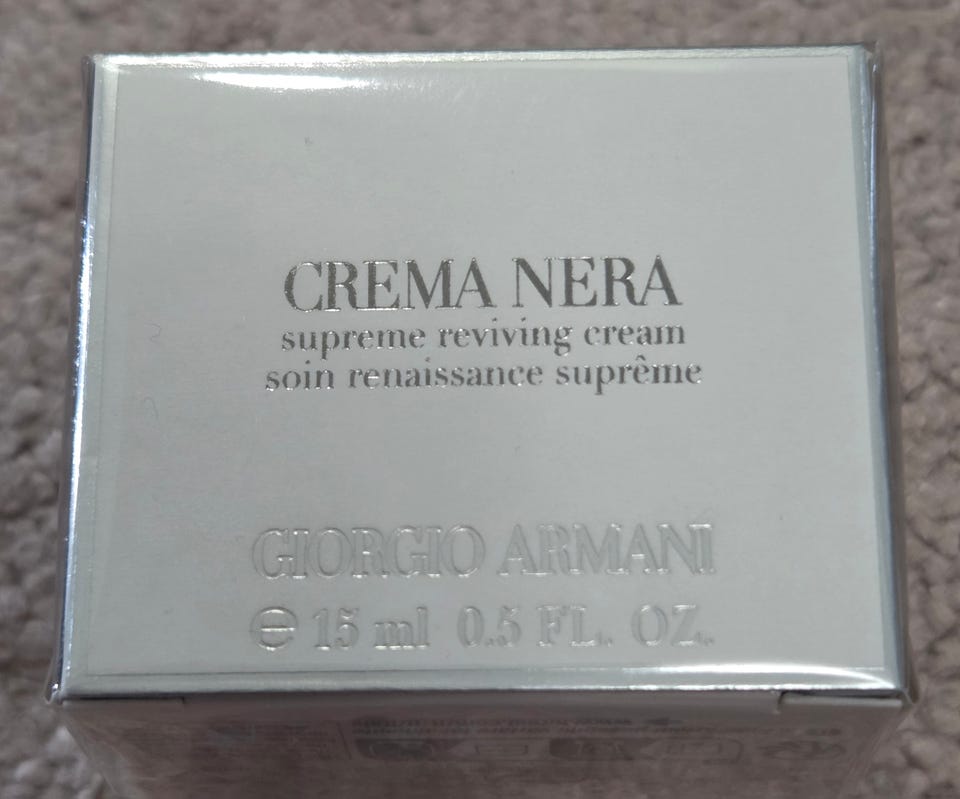 CREMA NERA
supreme reviving cream
soin renaissance suprême
GIORGIO ARMANI
15 ml 0.5 FL. OZ.